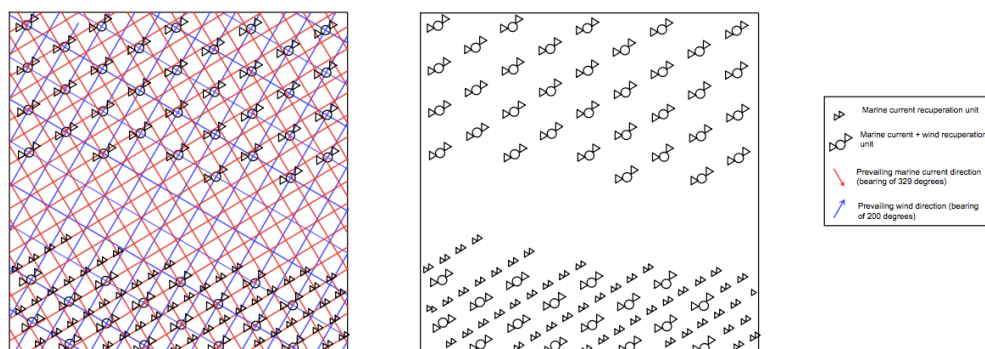 Marine current recuperation unit
Marine current + wind recuperation
unit
Prevailing marine current direction
(bearing of 329 degrees)
Prevailing wind direction (bearing
of 200 degrees)